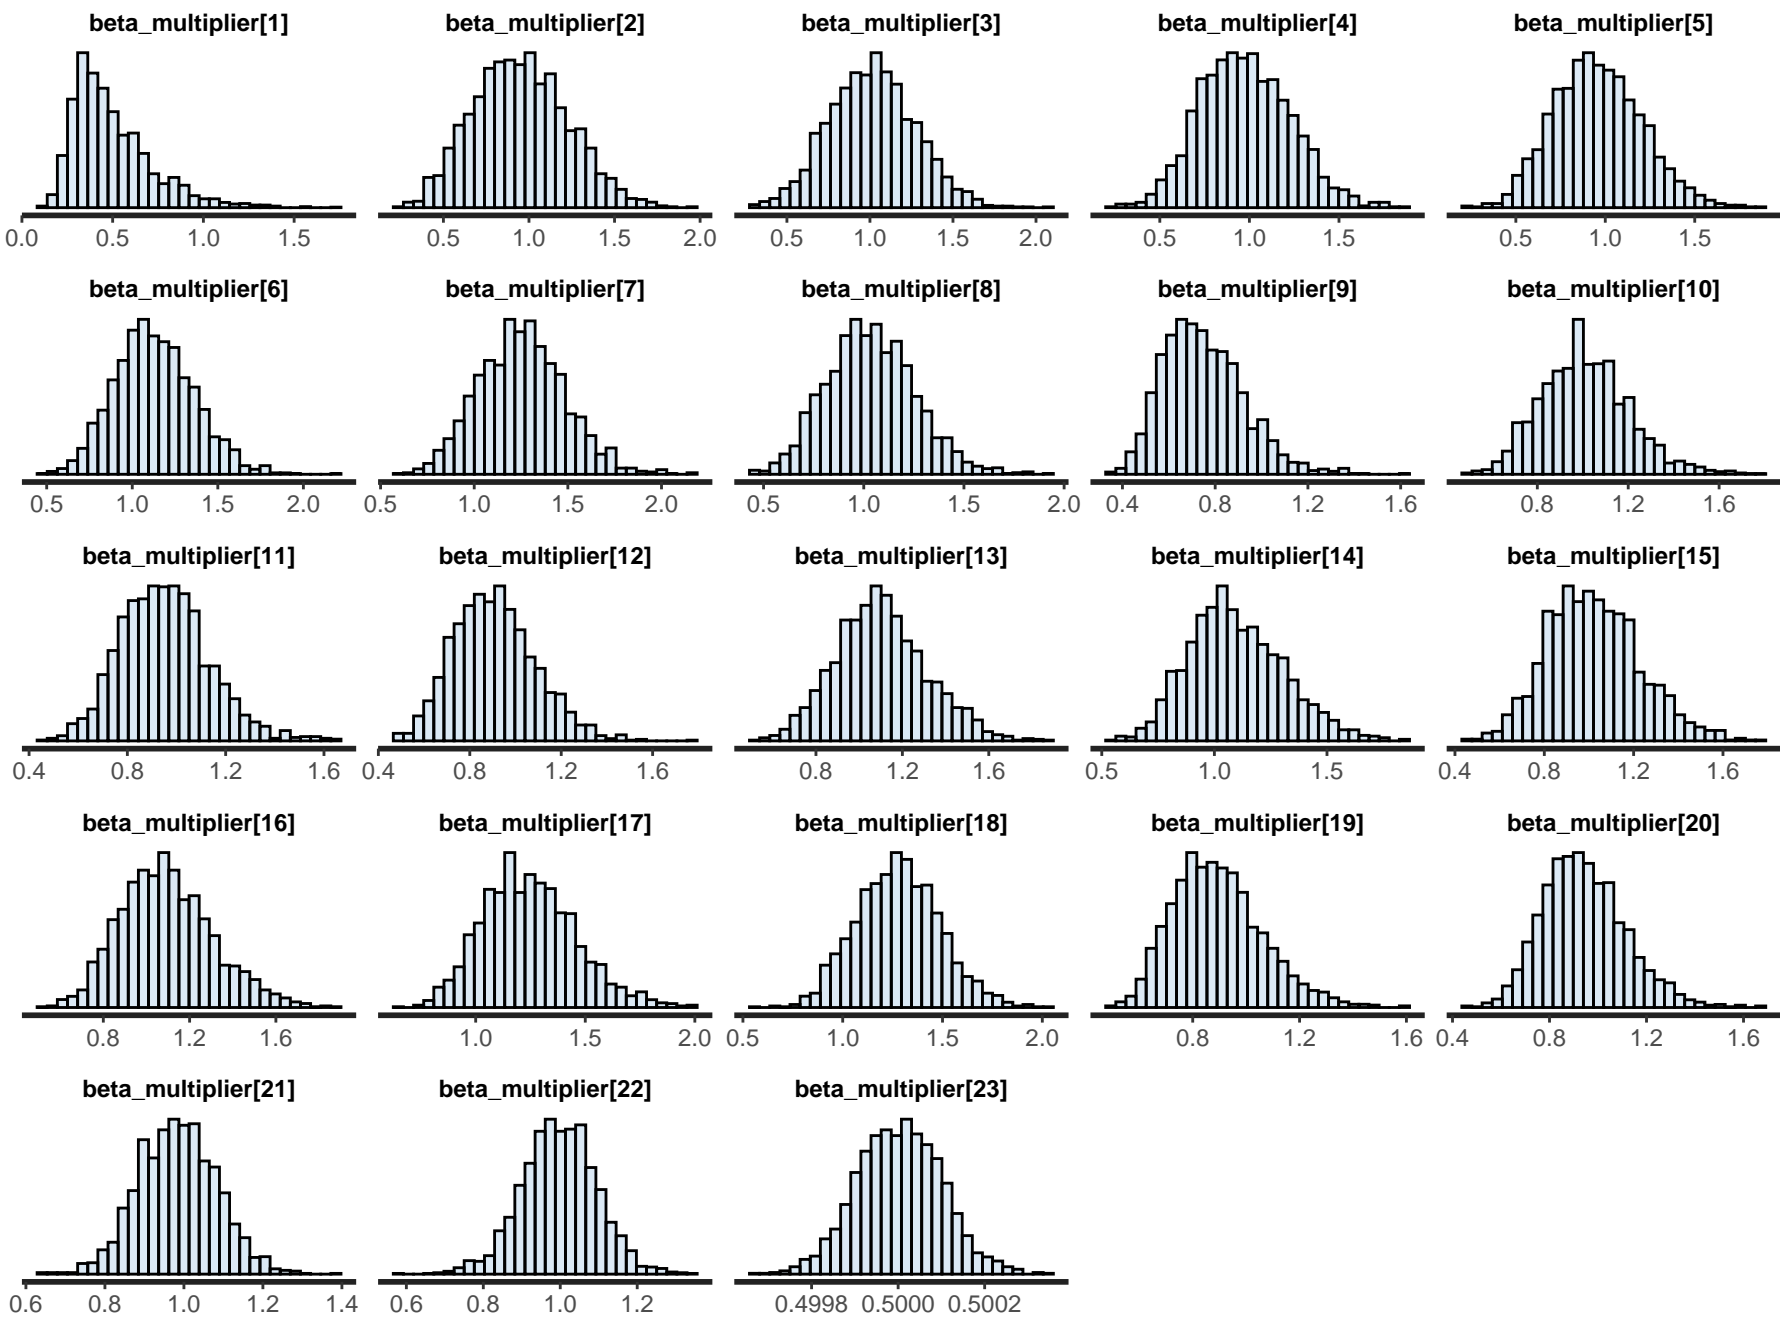 beta_multiplier[1] beta_multiplier[2] beta_multiplier[3] beta_multiplier[4] beta_multiplier[5]
0.0 0.5 1.0 1.5 0.5 1.0 1.5 2.0 0.5 1.0 1.5 2.0 0.5 1.0 1.5 0.5 1.0 1.5
beta_multiplier[6] beta_multiplier[7] beta_multiplier[8] beta_multiplier[9] beta_multiplier[10]
0.5 1.0 1.5 2.0 0.5 1.0 1.5 2.0 0.5 1.0 1.5 2.0 0.4 0.8 1.2 1.6 0.8 1.2 1.6
beta_multiplier[11] beta_multiplier[12] beta_multiplier[13] beta_multiplier[14] beta_multiplier[15]
0.4 0.8 1.2 1.6 0.4 0.8 1.2 1.6 0.8 1.2 1.6 0.5 1.0 1.5 0.4 0.8 1.2 1.6
beta_multiplier[16] beta_multiplier[17] beta_multiplier[18] beta_multiplier[19] beta_multiplier[20]
0.8 1.2 1.6 1.0 1.5 2.0 0.5 1.0 1.5 2.0 0.8 1.2 1.6 0.4 0.8 1.2 1.6
beta_multiplier[21] beta_multiplier[22] beta_multiplier[23]
0.6 0.8 1.0 1.2 1.4 0.6 0.8 1.0 1.2 0.4998 0.5000 0.5002